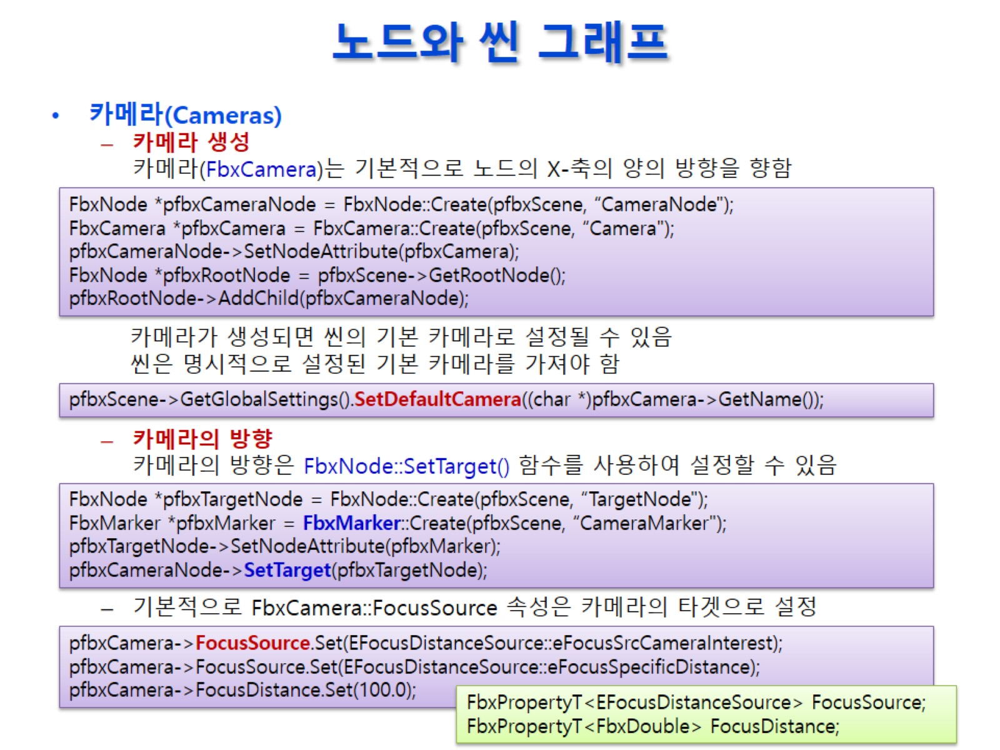 노드와 씬 그래프
• 카메라(Cameras)
– 카메라 생성
카메라(FbxCamera)는 기본적으로 노드의 X-축의 양의 방향을 향함
FbxNode *pfbxCameraNode = FbxNode::Create(pfbxScene, “CameraNode");
FbxCamera *pfbxCamera = FbxCamera::Create(pfbxScene, “Camera");
pfbxCameraNode->SetNodeAttribute(pfbxCamera);
FbxNode *pfbxRootNode = pfbxScene->GetRootNode();
pfbxRootNode->AddChild(pfbxCameraNode);
카메라가 생성되면 씬의 기본 카메라로 설정될 수 있음
씬은 명시적으로 설정된 기본 카메라를 가져야 함
pfbxScene->GetGlobalSettings().SetDefaultCamera((char *)pfbxCamera->GetName());
– 카메라의 방향
카메라의 방향은 FbxNode::SetTarget() 함수를 사용하여 설정할 수 있음
FbxNode *pfbxTargetNode = FbxNode::Create(pfbxScene, “TargetNode");
FbxMarker *pfbxMarker = FbxMarker::Create(pfbxScene, “CameraMarker");
pfbxTargetNode->SetNodeAttribute(pfbxMarker);
pfbxCameraNode->SetTarget(pfbxTargetNode);
– 기본적으로 FbxCamera::FocusSource 속성은 카메라의 타겟으로 설정
pfbxCamera->FocusSource.Set(EFocusDistanceSource::eFocusSrcCameraInterest);
pfbxCamera->FocusSource.Set(EFocusDistanceSource::eFocusSpecificDistance);
pfbxCamera->FocusDistance.Set(100.0);
FbxPropertyT<EFocusDistanceSource> FocusSource;
FbxPropertyT<FbxDouble> FocusDistance;